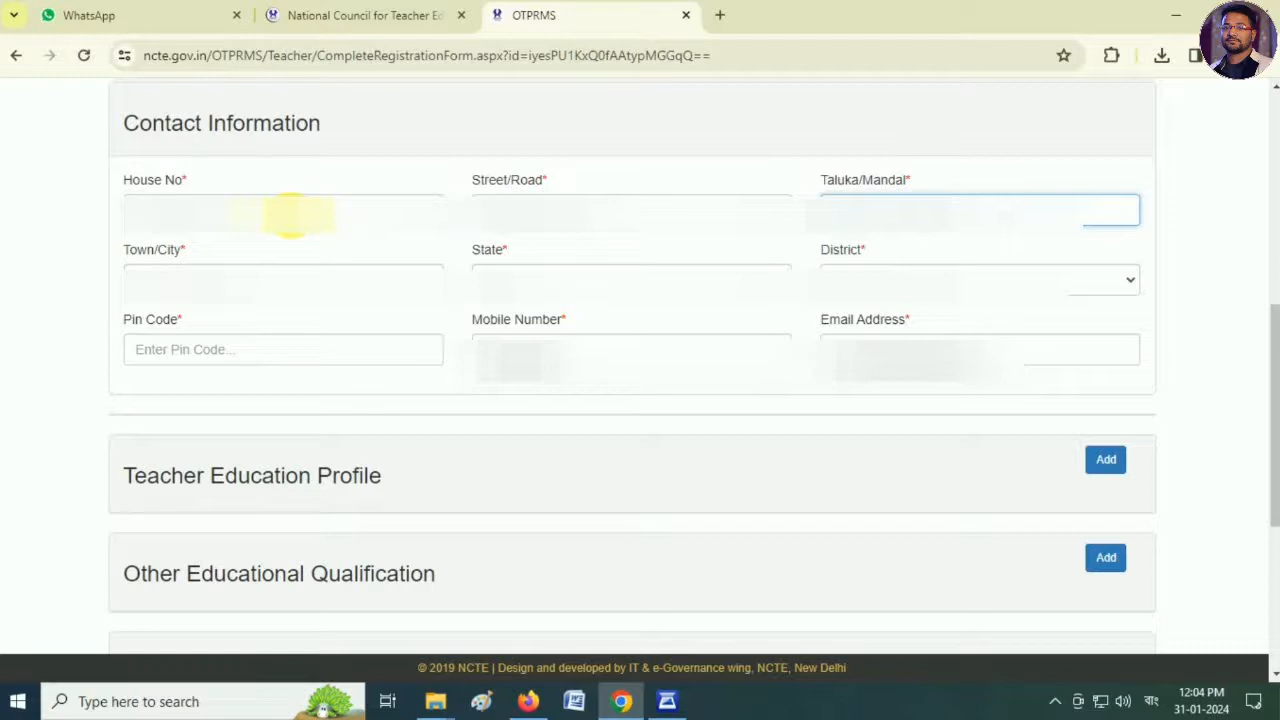 WhatsApp
National Council for Teacher Ed
OTPRMS
ncte.gov.in/OTPRMS/Teacher/CompleteRegistrationForm.aspx?id=iyesPU1KxQ0fAAtypMGGqQ==
Contact Information
House No* Street/Road* Taluka/Mandal*
Town/City* State* District*
Pin Code* Mobile Number* Email Address*
Enter Pin Code...
Teacher Education Profile Add
Other Educational Qualification Add
© 2019 NCTE | Design and developed by IT & e-Governance wing, NCTE, New Delhi
Type here to search
বাং
12:04 PM
31-01-2024